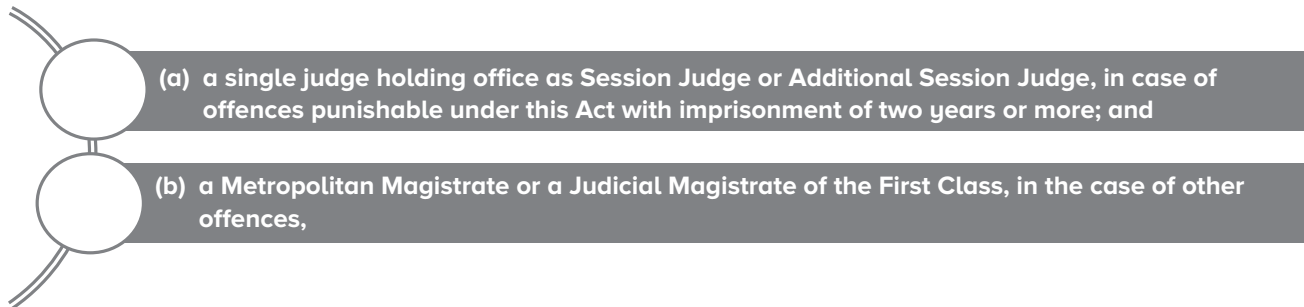 (a) a single judge holding office as Session Judge or Additional Session Judge, in case of
offences punishable under this Act with imprisonment of two years or more; and
(b) a Metropolitan Magistrate or a Judicial Magistrate of the First Class, in the case of other
offences,